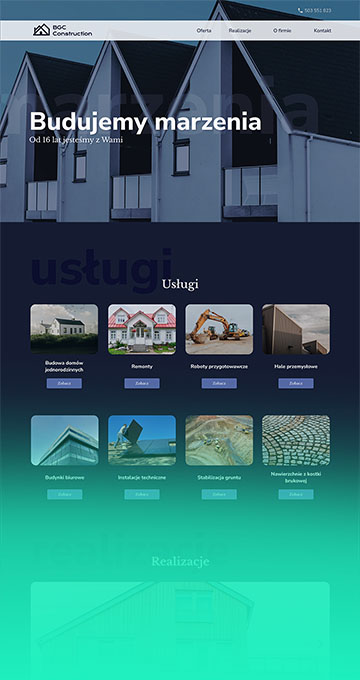 503 551 823
BGC
Construction
Oferta Realizacje O firmie Kontakt
marzenia
Budujemy marzenia
Od 16 lat jesteśmy z Wami
usługi
Usługi
Budowa domów
jednorodzinnych
Remonty
Roboty przygotowawcze
Hale przemysłowe
Zobacz Zobacz Zobacz Zobacz
Budynki biurowe
Instalacje techniczne
Stabilizacja gruntu
Nawierzchnie z kostki
brukowej
Zobacz Zobacz Zobacz Zobacz
Realizacje